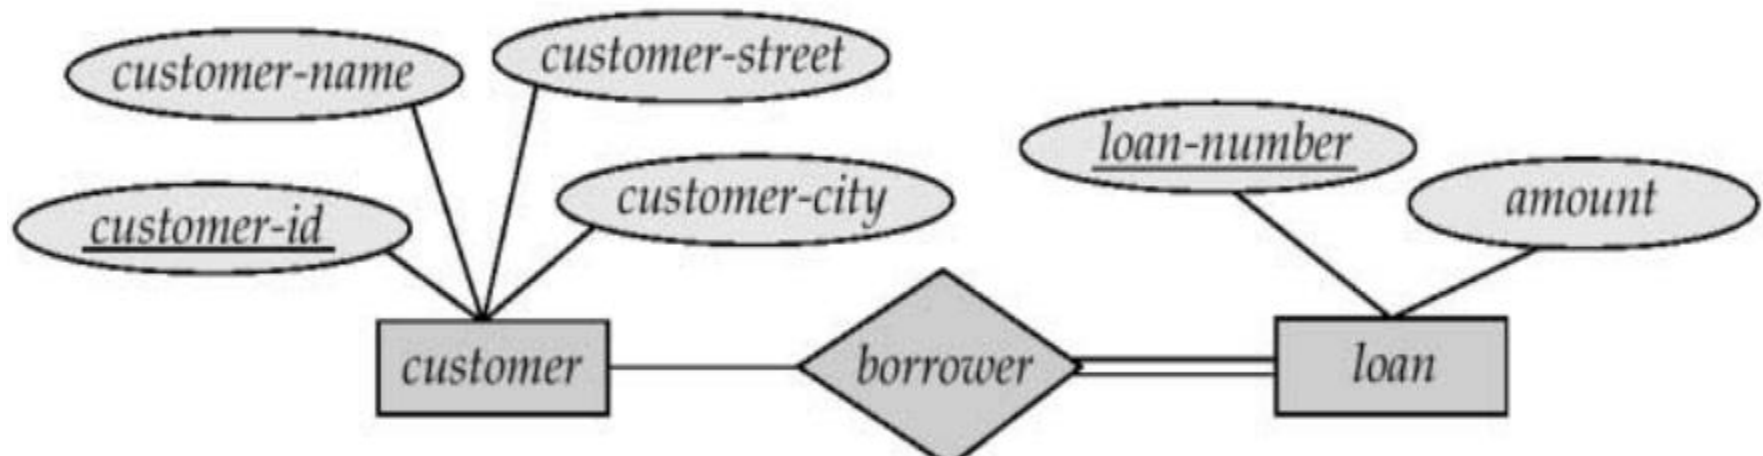 customer-name
customer-street
customer-id
customer-city
loan-number
amount
customer
borrower
loan